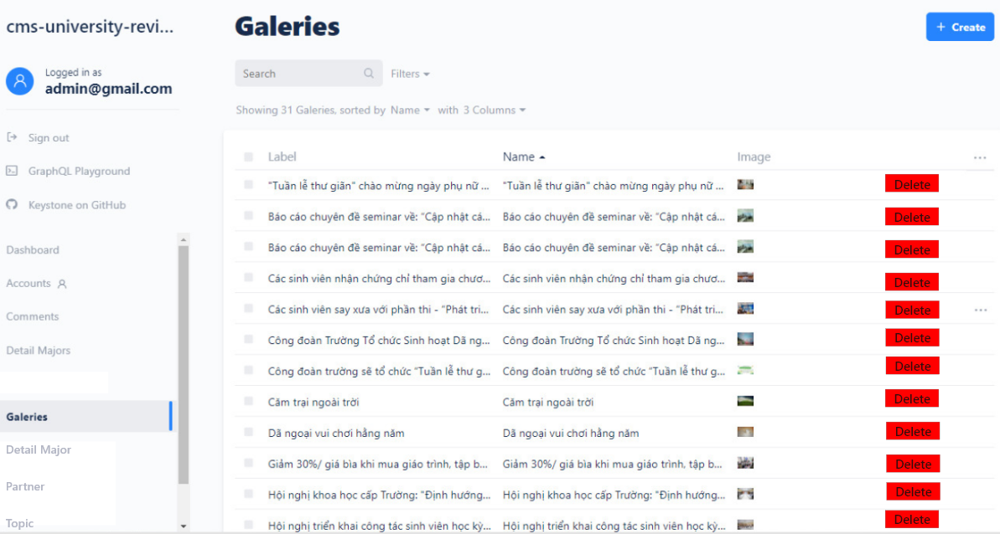 cms-university-revi...
Galeries
+ Create
Logged in as
admin@gmail.com
Search
Filters
Showing 31 Galeries, sorted by Name with 3 Columns
Sign out
GraphQL Playground
Keystone on GitHub
Dashboard
Accounts
Comments
Detail Majors
Galeries
Detail Major
Partner
Topic
Label Name Image ...
"Tuần lễ thư giãn" chào mừng ngày phụ nữ ... "Tuần lễ thư giãn" chào mừng ngày phụ nữ ... Delete
Báo cáo chuyên đề seminar về: "Cập nhật cá... Báo cáo chuyên đề seminar về: "Cập nhật cá... Delete
Báo cáo chuyên đề seminar về: "Cập nhật cá... Báo cáo chuyên đề seminar về: "Cập nhật cá... Delete
Các sinh viên nhận chứng chỉ tham gia chươ... Các sinh viên nhận chứng chỉ tham gia chươ... Delete
Các sinh viên say xưa với phần thi - "Phát tri... Các sinh viên say xưa với phần thi - "Phát tri... Delete ...
Công đoàn Trường Tổ chức Sinh hoạt Dã ng... Công đoàn Trường Tổ chức Sinh hoạt Dã ng... Delete
Công đoàn trường sẽ tổ chức "Tuần lễ thư g... Công đoàn trường sẽ tổ chức "Tuần lễ thư g... Delete
Cắm trại ngoài trời Cắm trại ngoài trời Delete
Dã ngoại vui chơi hằng năm Dã ngoại vui chơi hằng năm Delete
Giảm 30%/ giá bìa khi mua giáo trình, tập b... Giảm 30%/ giá bìa khi mua giáo trình, tập b... Delete
Hội nghị khoa học cấp Trường: "Định hướng... Hội nghị khoa học cấp Trường: "Định hướng... Delete
Hội nghị triển khai công tác sinh viên học kỳ... Hội nghị triển khai công tác sinh viên học kỳ... Delete